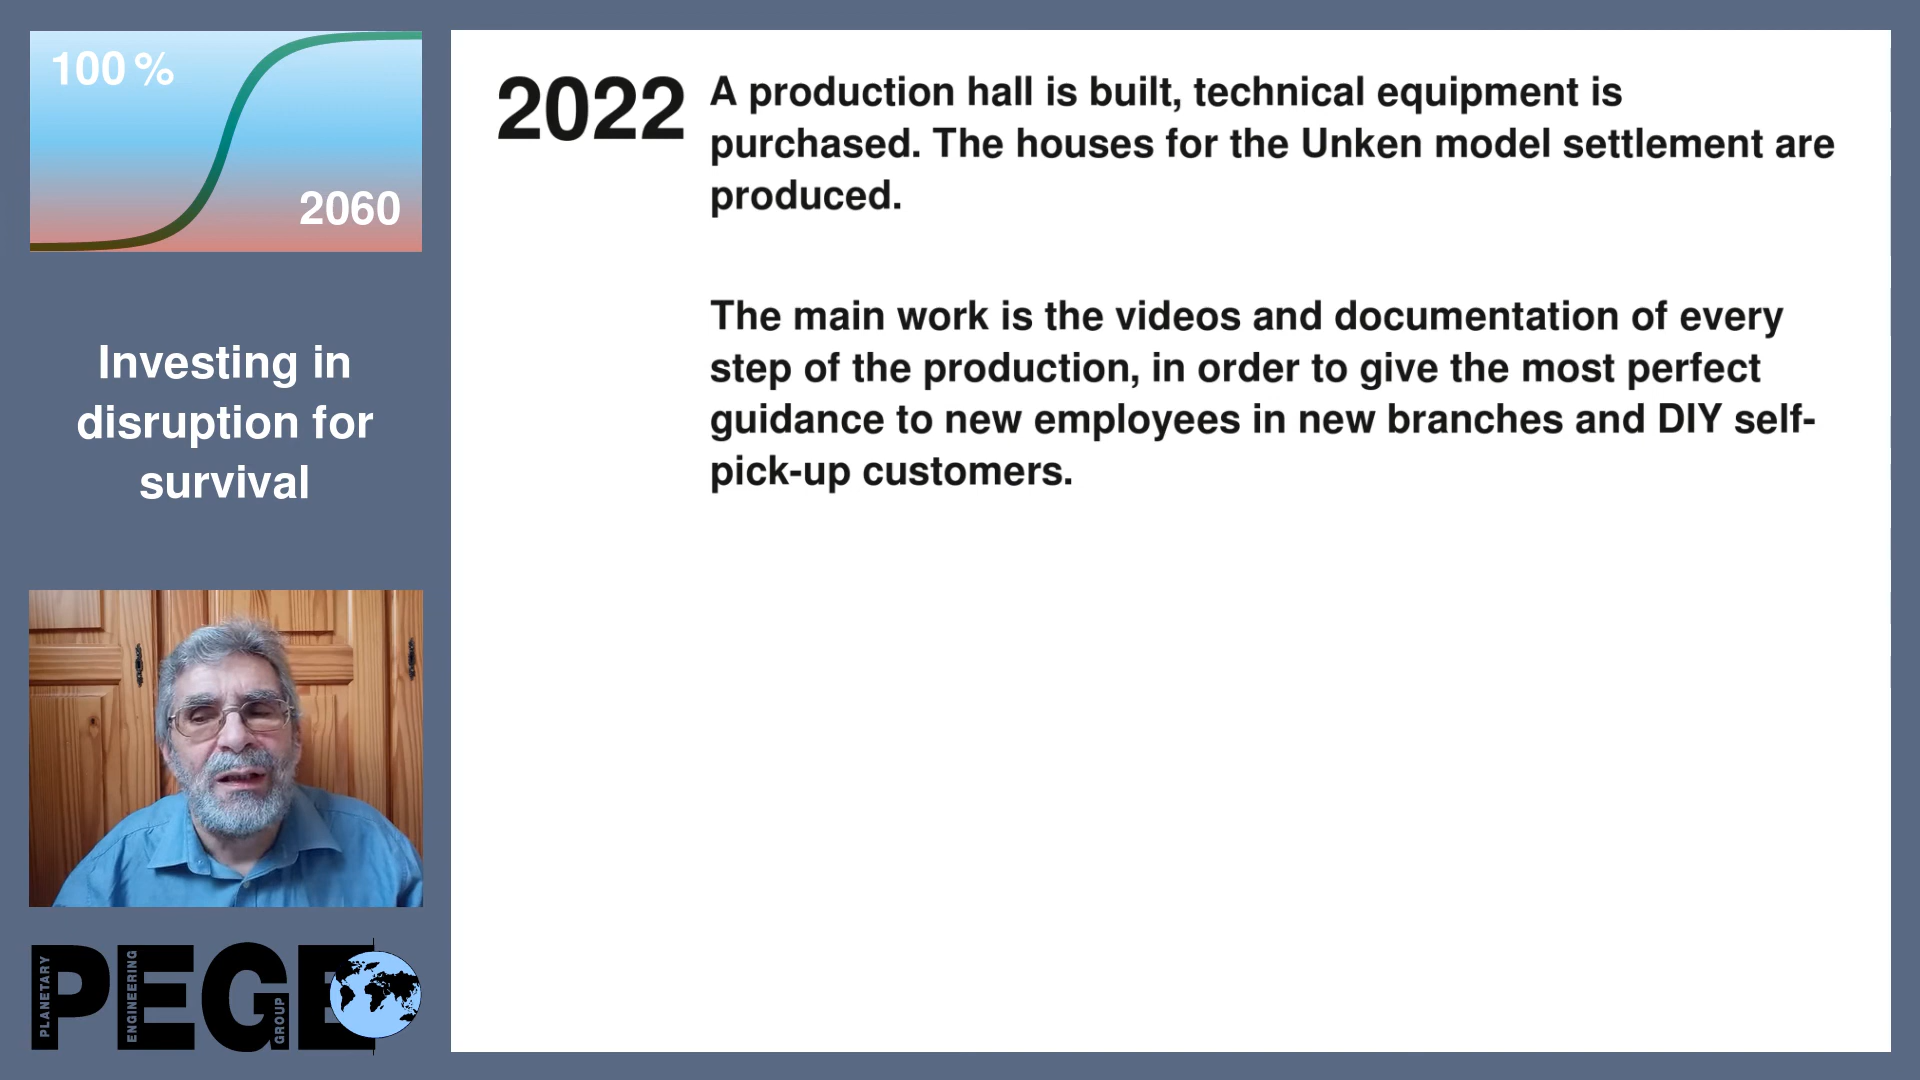 100 %
2060
Investing in
disruption for
survival
PEGE
PLANETARY
ENGINEERING
GROUP
2022
A production hall is built, technical equipment is
purchased. The houses for the Unken model settlement are
produced.
The main work is the videos and documentation of every
step of the production, in order to give the most perfect
guidance to new employees in new branches and DIY self-
pick-up customers.